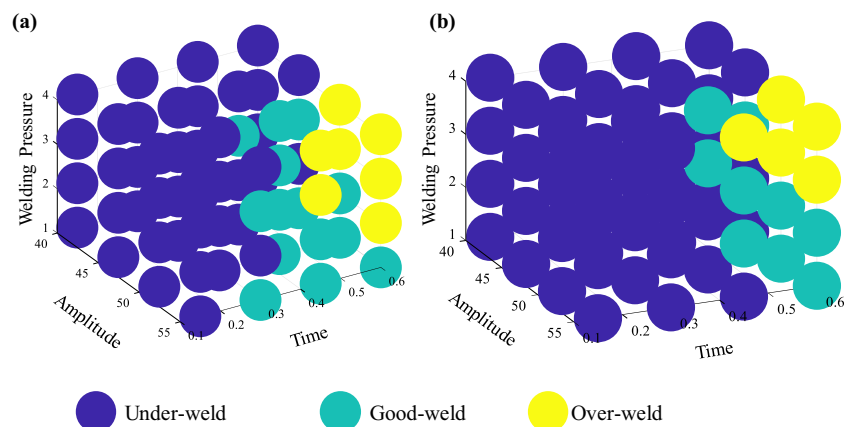 (a)
Welding Pressure
4
3
2
1
40
45
50
55
Amplitude
0.1
0.2
0.3
0.4
0.5
0.6
Time
(b)
Welding Pressure
4
3
2
1
40
45
50
55
Amplitude
0.1
0.2
0.3
0.4
0.5
0.6
Time
Under-weld
Good-weld
Over-weld